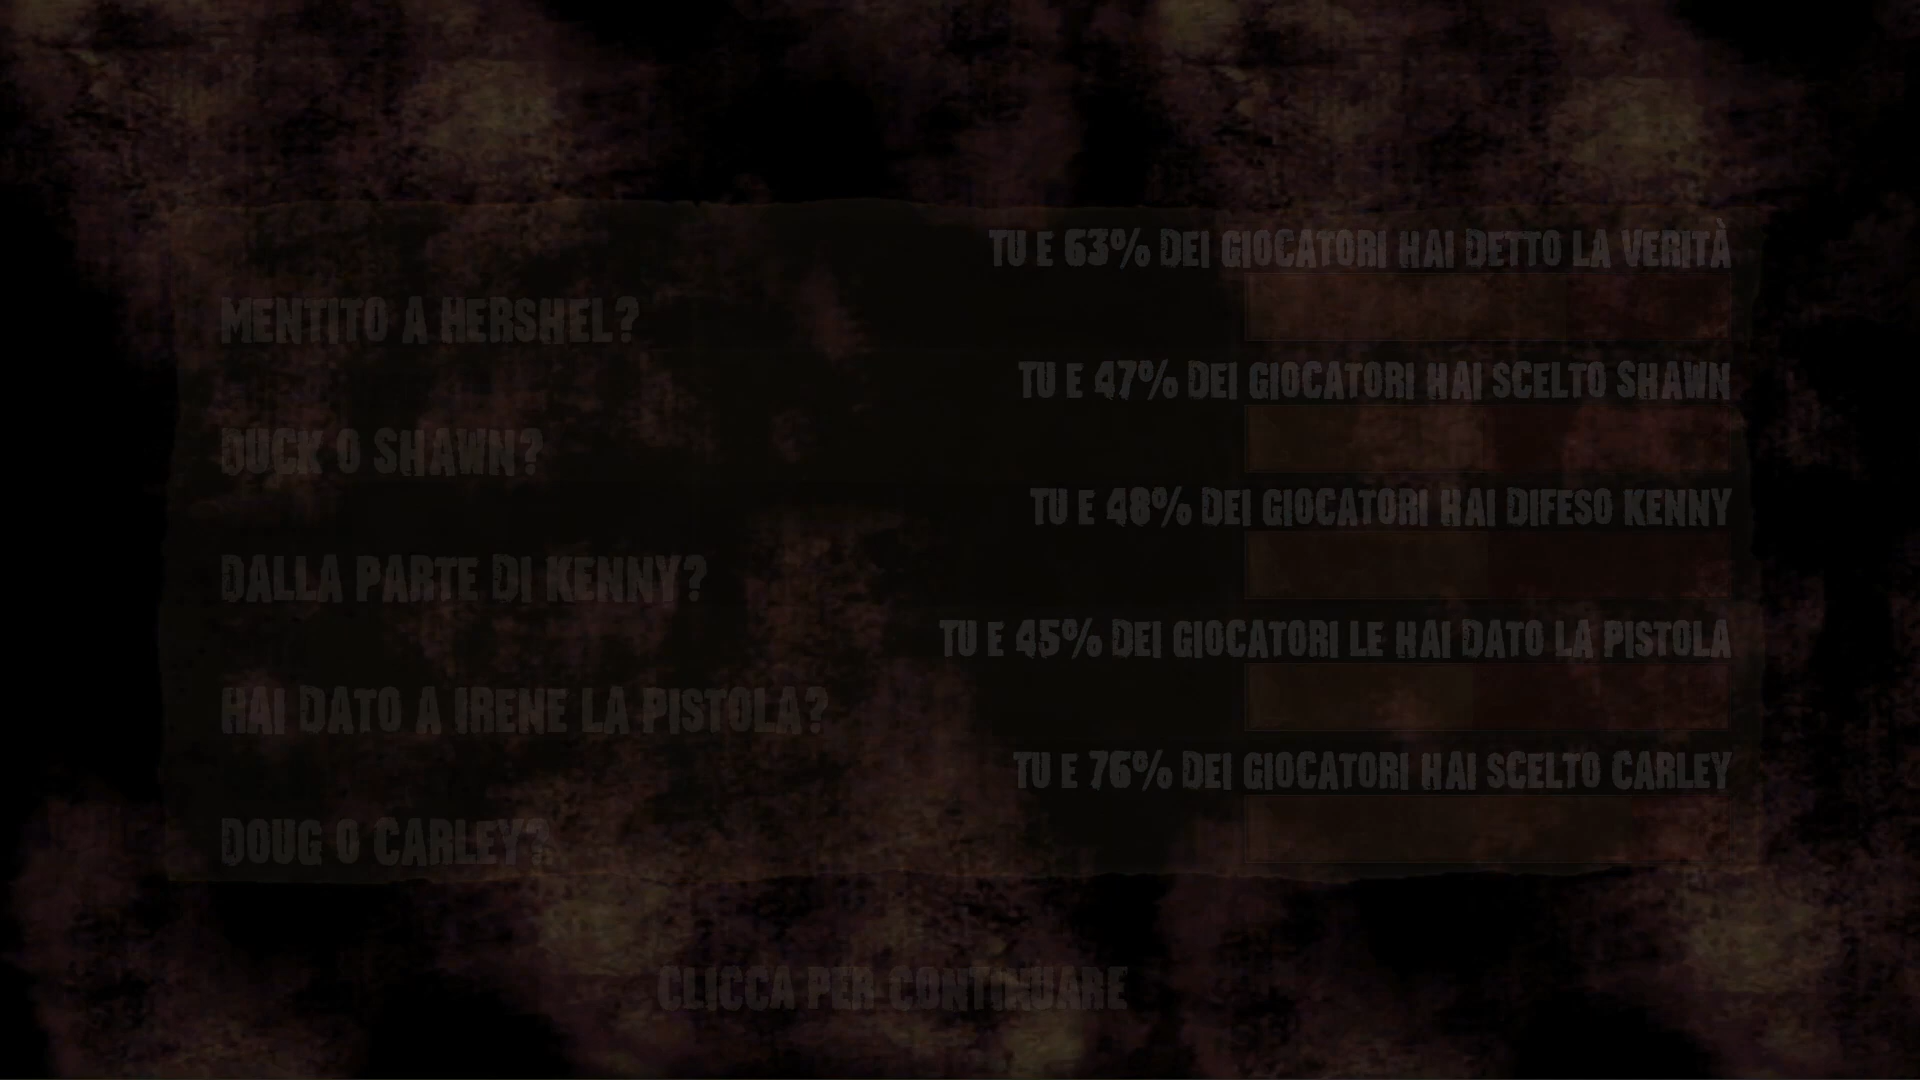 TU E 63% DEI GIOCATORI HAI DETTO LA VERITÀ
MENTITO A HERSHEL?
TU E 47% DEI GIOCATORI HAI SCELTO SHAWN
DUCK O SHAWN?
TU E 48% DEI GIOCATORI HAI DIFESO KENNY
DALLA PARTE DI KENNY?
TU E 45% DEI GIOCATORI LE HAI DATO LA PISTOLA
HAI DATO A IRENE LA PISTOLA?
TU E 76% DEI GIOCATORI HAI SCELTO CARLEY
DOUG O CARLEY?
CLICCA PER CONTINUARE